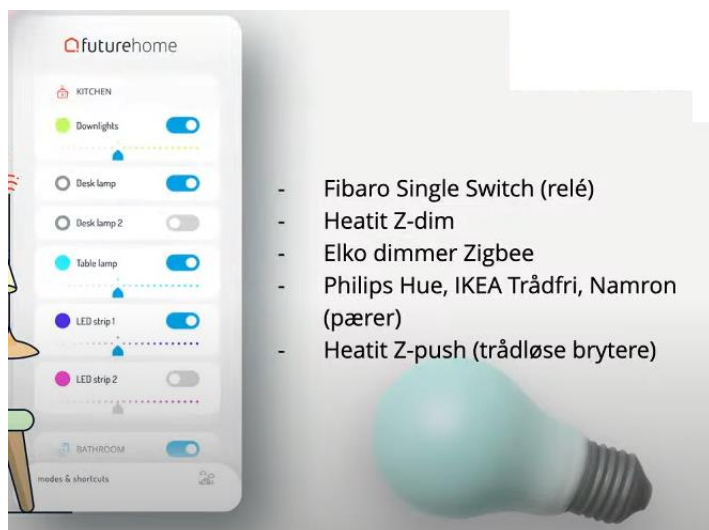 futurehome
KITCHEN
Downlights
Desk lamp
Desk lamp 2
Table lamp
LED strip 1
LED strip 2
BATHROOM
modes & shortcuts
- Fibaro Single Switch (relé)
- Heatit Z-dim
- Elko dimmer Zigbee
- Philips Hue, IKEA Trådfri, Namron
(pærer)
- Heatit Z-push (trådløse brytere)